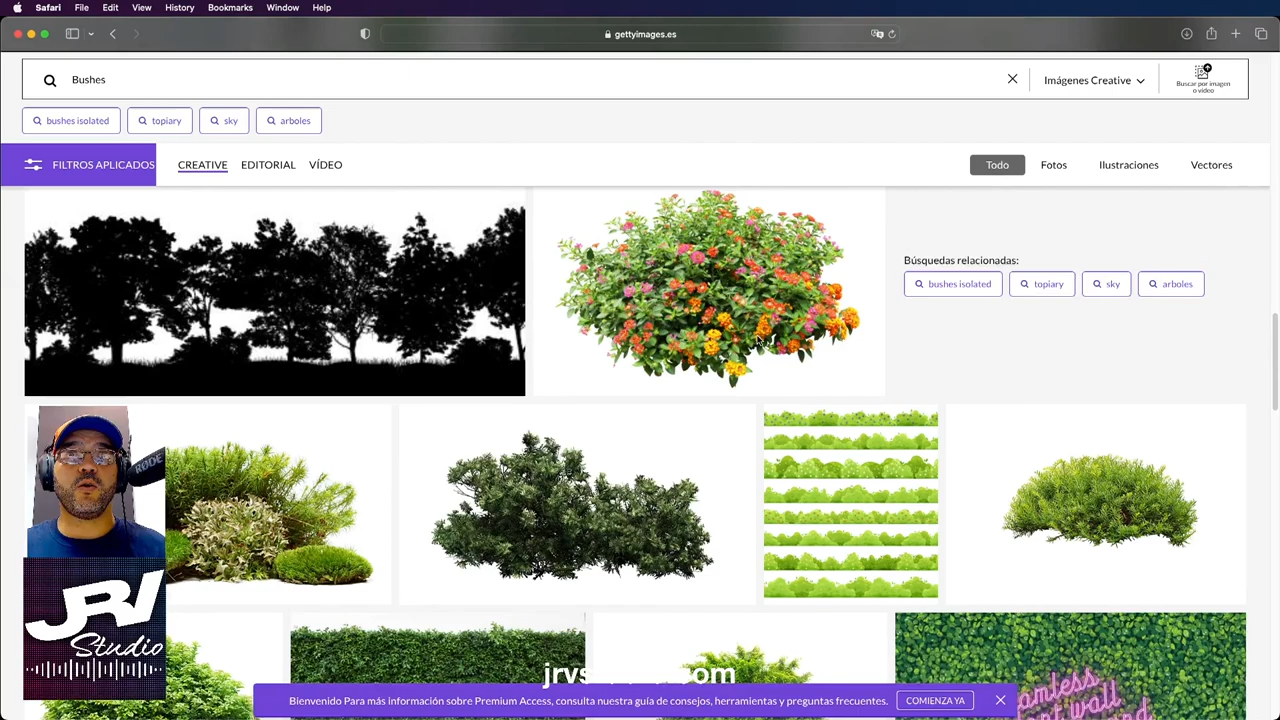 Safari File Edit View History Bookmarks Window Help
gettyimages.es
Bushes
Imágenes Creative
Buscar por imagen
o vídeo
bushes isolated
topiary
sky
arboles
FILTROS APLICADOS
CREATIVE
EDITORIAL
VÍDEO
Todo
Fotos
Ilustraciones
Vectores
Búsquedas relacionadas:
bushes isolated
topiary
sky
arboles
RØDE
JRV
Studio
Bienvenido Para más información sobre Premium Access, consulta nuestra guía de consejos, herramientas y preguntas frecuentes.
COMIENZA YA